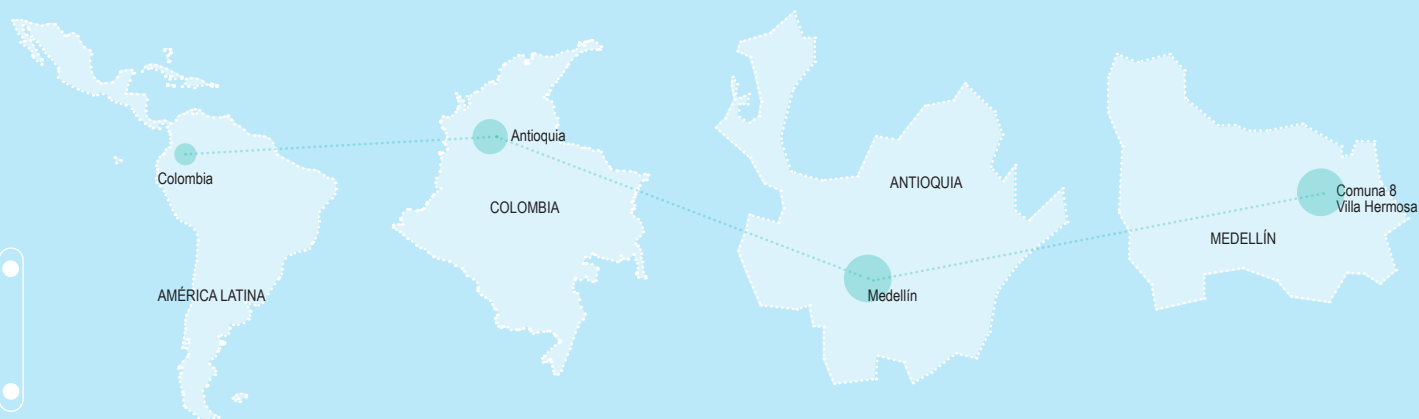 Colombia
AMÉRICA LATINA
Antioquia
COLOMBIA
ANTIOQUIA
Medellín
Comuna 8
Villa Hermosa
MEDELLÍN